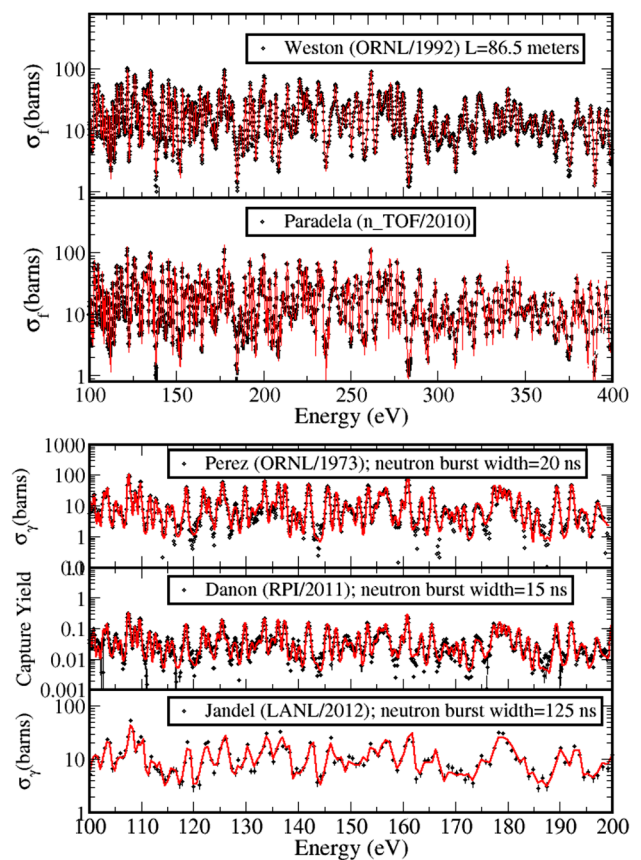 Weston (ORNL/1992) L=86.5 meters
100
10
1
σf(barns)
Paradela (n_TOF/2010)
100
10
1
σf(barns)
100 150 200 250 300 350 400
Energy (eV)
Perez (ORNL/1973); neutron burst width=20 ns
1000
100
10
1
σγ(barns)
Danon (RPI/2011); neutron burst width=15 ns
1
0.1
0.01
0.001
Capture Yield
Jandel (LANL/2012); neutron burst width=125 ns
100
10
1
σγ(barns)
100 110 120 130 140 150 160 170 180 190 200
Energy (eV)